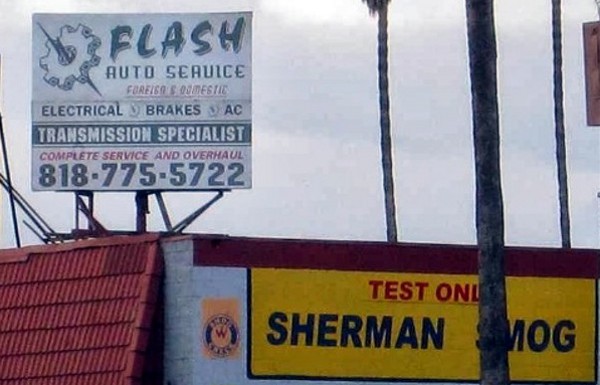 FLASH
AUTO SERVICE
FOREIGN & DOMESTIC
ELECTRICAL BRAKES AC
TRANSMISSION SPECIALIST
COMPLETE SERVICE AND OVERHAUL
818-775-5722
TEST ONL
SHERMAN MOG